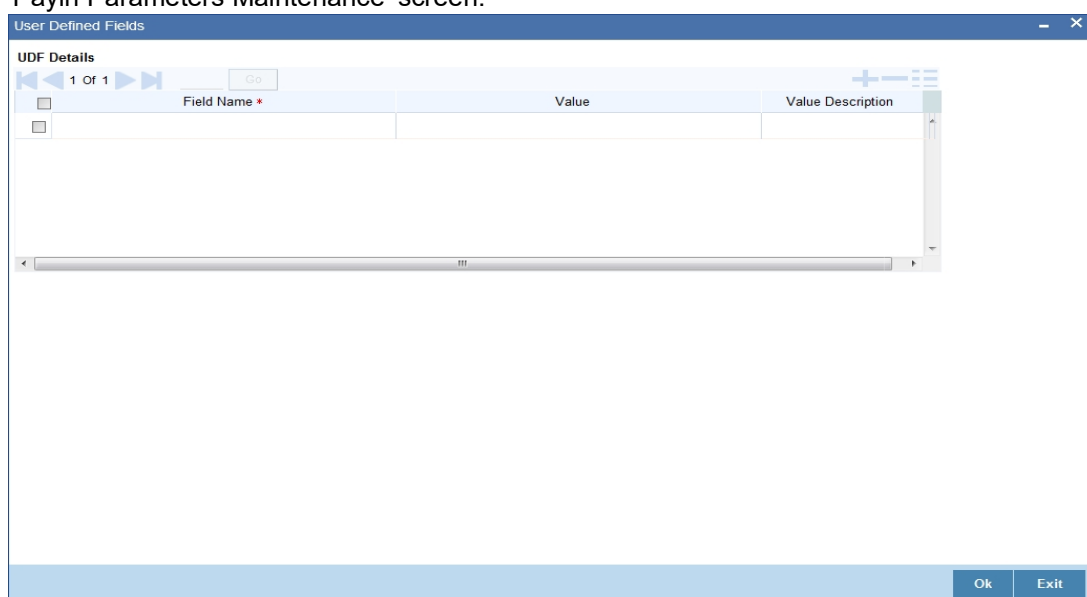 'Payin Parameters Maintenance' screen.
User Defined Fields
UDF Details
1 Of 1 Go
Field Name * Value Value Description
Ok Exit